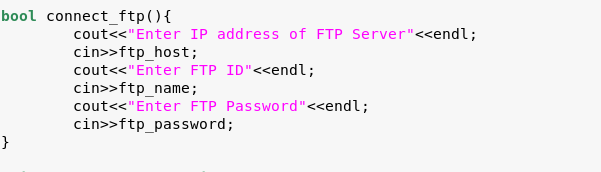 bool connect_ftp(){
        cout<<"Enter IP address of FTP Server"<<endl;
        cin>>ftp_host;
        cout<<"Enter FTP ID"<<endl;
        cin>>ftp_name;
        cout<<"Enter FTP Password"<<endl;
        cin>>ftp_password;
}